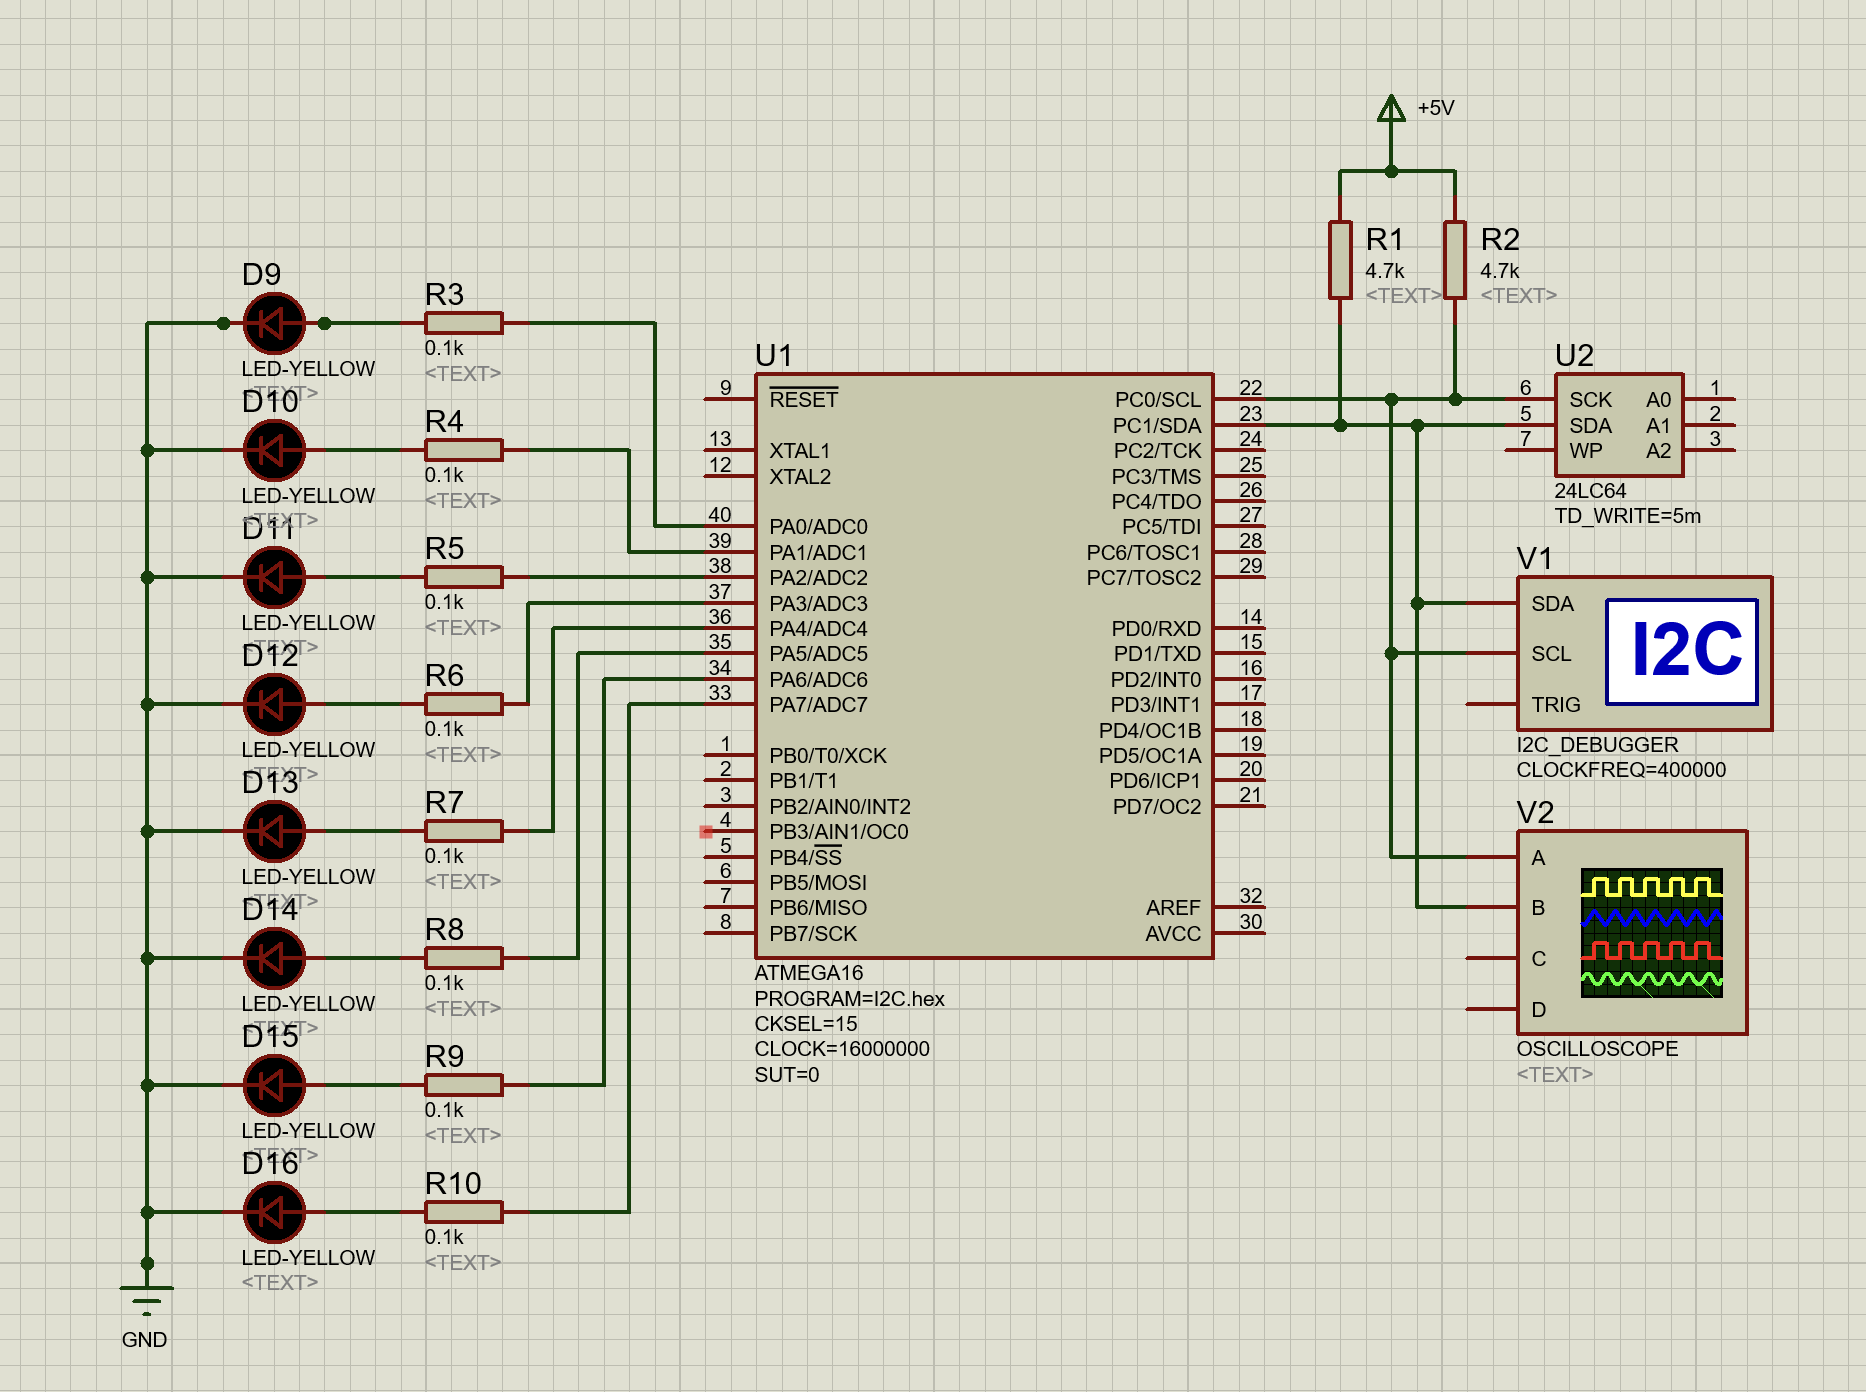 +5V
R1
4.7k
<TEXT>
R2
4.7k
<TEXT>
D9
LED-YELLOW
<TEXT>
R3
0.1k
<TEXT>
D10
LED-YELLOW
<TEXT>
R4
0.1k
<TEXT>
D11
LED-YELLOW
<TEXT>
R5
0.1k
<TEXT>
D12
LED-YELLOW
<TEXT>
R6
0.1k
<TEXT>
D13
LED-YELLOW
<TEXT>
R7
0.1k
<TEXT>
D14
LED-YELLOW
<TEXT>
R8
0.1k
<TEXT>
D15
LED-YELLOW
<TEXT>
R9
0.1k
<TEXT>
D16
LED-YELLOW
<TEXT>
R10
0.1k
<TEXT>
GND
U1
9 RESET
13 XTAL1
12 XTAL2
40 PA0/ADC0
39 PA1/ADC1
38 PA2/ADC2
37 PA3/ADC3
36 PA4/ADC4
35 PA5/ADC5
34 PA6/ADC6
33 PA7/ADC7
1 PB0/T0/XCK
2 PB1/T1
3 PB2/AIN0/INT2
4 PB3/AIN1/OC0
5 PB4/SS
6 PB5/MOSI
7 PB6/MISO
8 PB7/SCK
PC0/SCL 22
PC1/SDA 23
PC2/TCK 24
PC3/TMS 25
PC4/TDO 26
PC5/TDI 27
PC6/TOSC1 28
PC7/TOSC2 29
PD0/RXD 14
PD1/TXD 15
PD2/INT0 16
PD3/INT1 17
PD4/OC1B 18
PD5/OC1A 19
PD6/ICP1 20
PD7/OC2 21
AREF 32
AVCC 30
ATMEGA16
PROGRAM=I2C.hex
CKSEL=15
CLOCK=16000000
SUT=0
U2
6 SCK A0 1
5 SDA A1 2
7 WP A2 3
24LC64
TD_WRITE=5m
V1
SDA
SCL
TRIG
I2C
I2C_DEBUGGER
CLOCKFREQ=400000
V2
A
B
C
D
OSCILLOSCOPE
<TEXT>